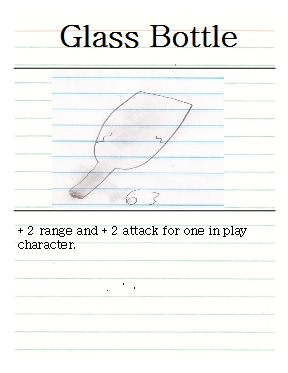 Glass Bottle
63
+ 2 range and + 2 attack for one in play
character.